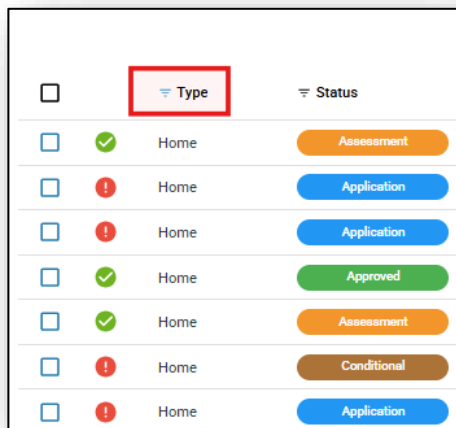 Type Status
Home Assessment
Home Application
Home Application
Home Approved
Home Assessment
Home Conditional
Home Application